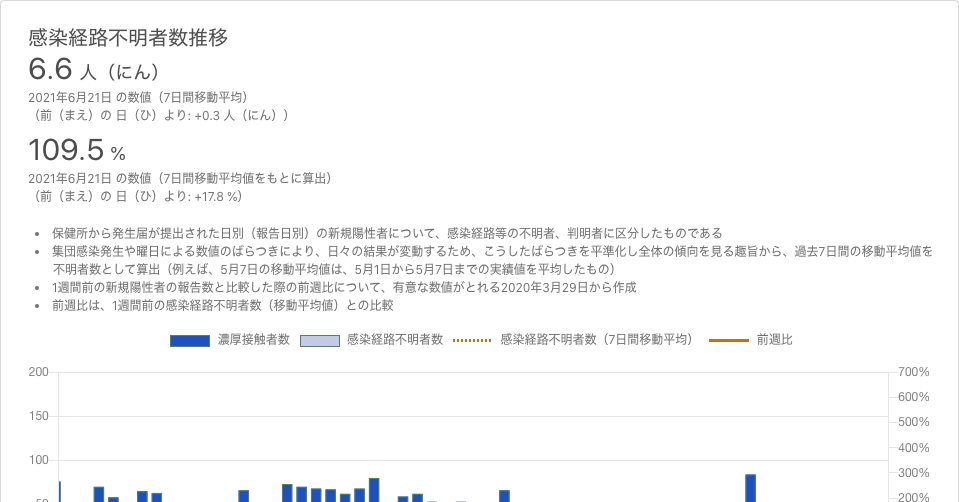 感染経路不明者数推移
6.6 人（にん）
2021年6月21日 の数値（7日間移動平均）
（前（まえ）の 日（ひ）より: +0.3 人（にん））
109.5 %
2021年6月21日 の数値（7日間移動平均値をもとに算出）
（前（まえ）の 日（ひ）より: +17.8 %）
• 保健所から発生届が提出された日別（報告日別）の新規陽性者について、感染経路等の不明者、判明者に区分したものである
• 集団感染発生や曜日による数値のばらつきにより、日々の結果が変動するため、こうしたばらつきを平準化し全体の傾向を見る趣旨から、過去7日間の移動平均値を
不明者数として算出（例えば、5月7日の移動平均値は、5月1日から5月7日までの実績値を平均したもの）
• 1週間前の新規陽性者の報告数と比較した際の前週比について、有意な数値がとれる2020年3月29日から作成
• 前週比は、1週間前の感染経路不明者数（移動平均値）との比較
濃厚接触者数 感染経路不明者数 感染経路不明者数（7日間移動平均） 前週比
200 700%
600%
150 500%
400%
100 300%
50 200%